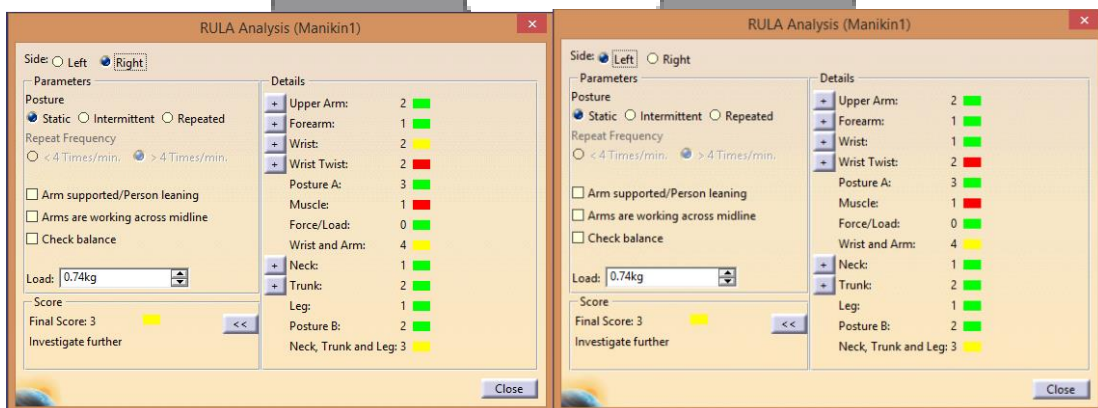 RULA Analysis (Manikin1)
Side: Left Right
Parameters
Posture
Static Intermittent Repeated
Repeat Frequency
< 4 Times/min. > 4 Times/min.
Arm supported/Person leaning
Arms are working across midline
Check balance
Load: 0.74kg
Score
Final Score: 3
<<
Investigate further
Details
+ Upper Arm: 2
+ Forearm: 1
+ Wrist: 2
+ Wrist Twist: 2
Posture A: 3
Muscle: 1
Force/Load: 0
Wrist and Arm: 4
+ Neck: 1
+ Trunk: 2
Leg: 1
Posture B: 2
Neck, Trunk and Leg: 3
Close
RULA Analysis (Manikin1)
Side: Left Right
Parameters
Posture
Static Intermittent Repeated
Repeat Frequency
< 4 Times/min. > 4 Times/min.
Arm supported/Person leaning
Arms are working across midline
Check balance
Load: 0.74kg
Score
Final Score: 3
<<
Investigate further
Details
+ Upper Arm: 2
+ Forearm: 1
+ Wrist: 1
+ Wrist Twist: 2
Posture A: 3
Muscle: 1
Force/Load: 0
Wrist and Arm: 4
+ Neck: 1
+ Trunk: 2
Leg: 1
Posture B: 2
Neck, Trunk and Leg: 3
Close